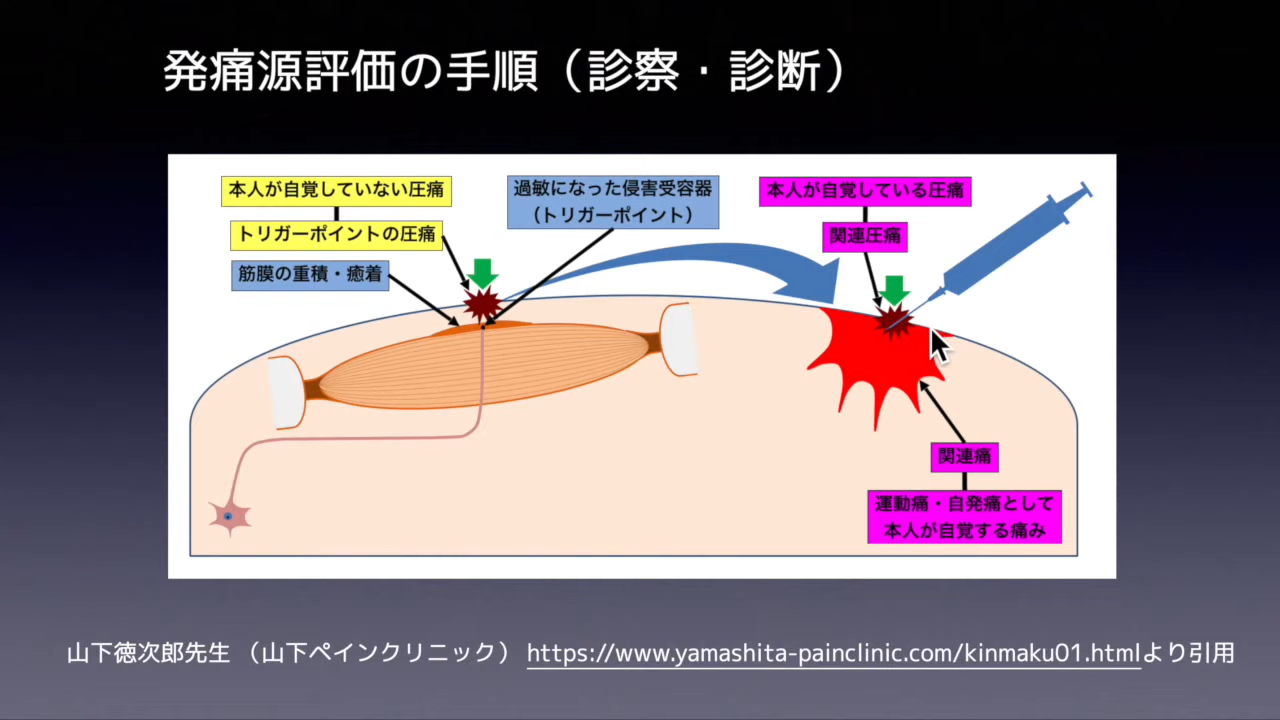 発痛源評価の手順（診察・診断）
本人が自覚していない圧痛
トリガーポイントの圧痛
筋膜の重積・癒着
過敏になった侵害受容器
（トリガーポイント）
本人が自覚している圧痛
関連圧痛
関連痛
運動痛・自発痛として
本人が自覚する痛み
山下徳次郎先生 （山下ペインクリニック） https://www.yamashita-painclinic.com/kinmaku01.htmlより引用